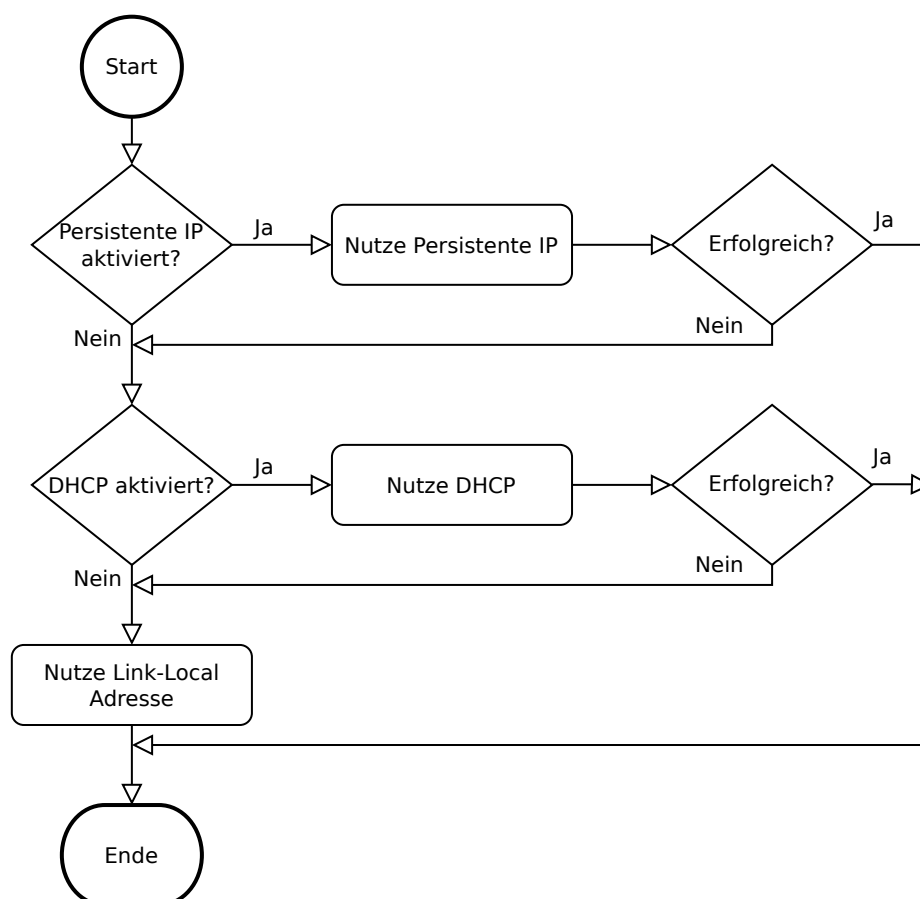 Start
Persistente IP
aktiviert?
Ja
Nutze Persistente IP
Erfolgreich?
Ja
Nein
Nein
DHCP aktiviert?
Ja
Nutze DHCP
Erfolgreich?
Ja
Nein
Nein
Nutze Link-Local
Adresse
Ende